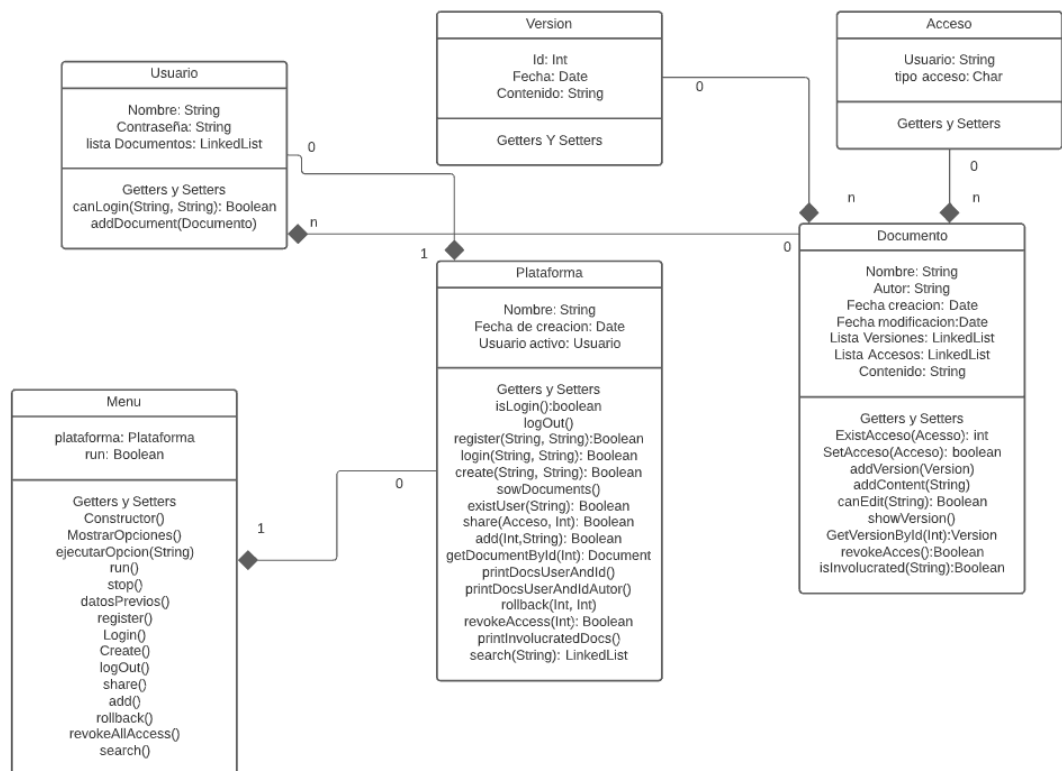 Version
Id: Int
Fecha: Date
Contenido: String
Getters Y Setters
Acceso
Usuario: String
tipo acceso: Char
Getters y Setters
Usuario
Nombre: String
Contraseña: String
lista Documentos: LinkedList
Getters y Setters
canLogin(String, String): Boolean
addDocument(Documento)
0
0
0
n
n
n
0
1
Documento
Nombre: String
Autor: String
Fecha creacion: Date
Fecha modificacion:Date
Lista Versiones: LinkedList
Lista Accesos: LinkedList
Contenido: String
Getters y Setters
ExistAcceso(Acesso): int
SetAcceso(Acceso): boolean
addVersion(Version)
addContent(String)
canEdit(String): Boolean
showVersion()
GetVersionById(Int):Version
revokeAcces():Boolean
isInvolucrated(String):Boolean
Plataforma
Nombre: String
Fecha de creacion: Date
Usuario activo: Usuario
Getters y Setters
isLogin():boolean
logOut()
register(String, String):Boolean
login(String, String): Boolean
create(String, String): Boolean
sowDocuments()
existUser(String): Boolean
share(Acceso, Int): Boolean
add(Int,String): Boolean
getDocumentById(Int): Document
printDocsUserAndId()
printDocsUserAndIdAutor()
rollback(Int, Int)
revokeAccess(Int): Boolean
printInvolucratedDocs()
search(String): LinkedList
0
1
Menu
plataforma: Plataforma
run: Boolean
Getters y Setters
Constructor()
MostrarOpciones()
ejecutarOpcion(String)
run()
stop()
datosPrevios()
register()
Login()
Create()
logOut()
share()
add()
rollback()
revokeAllAccess()
search()